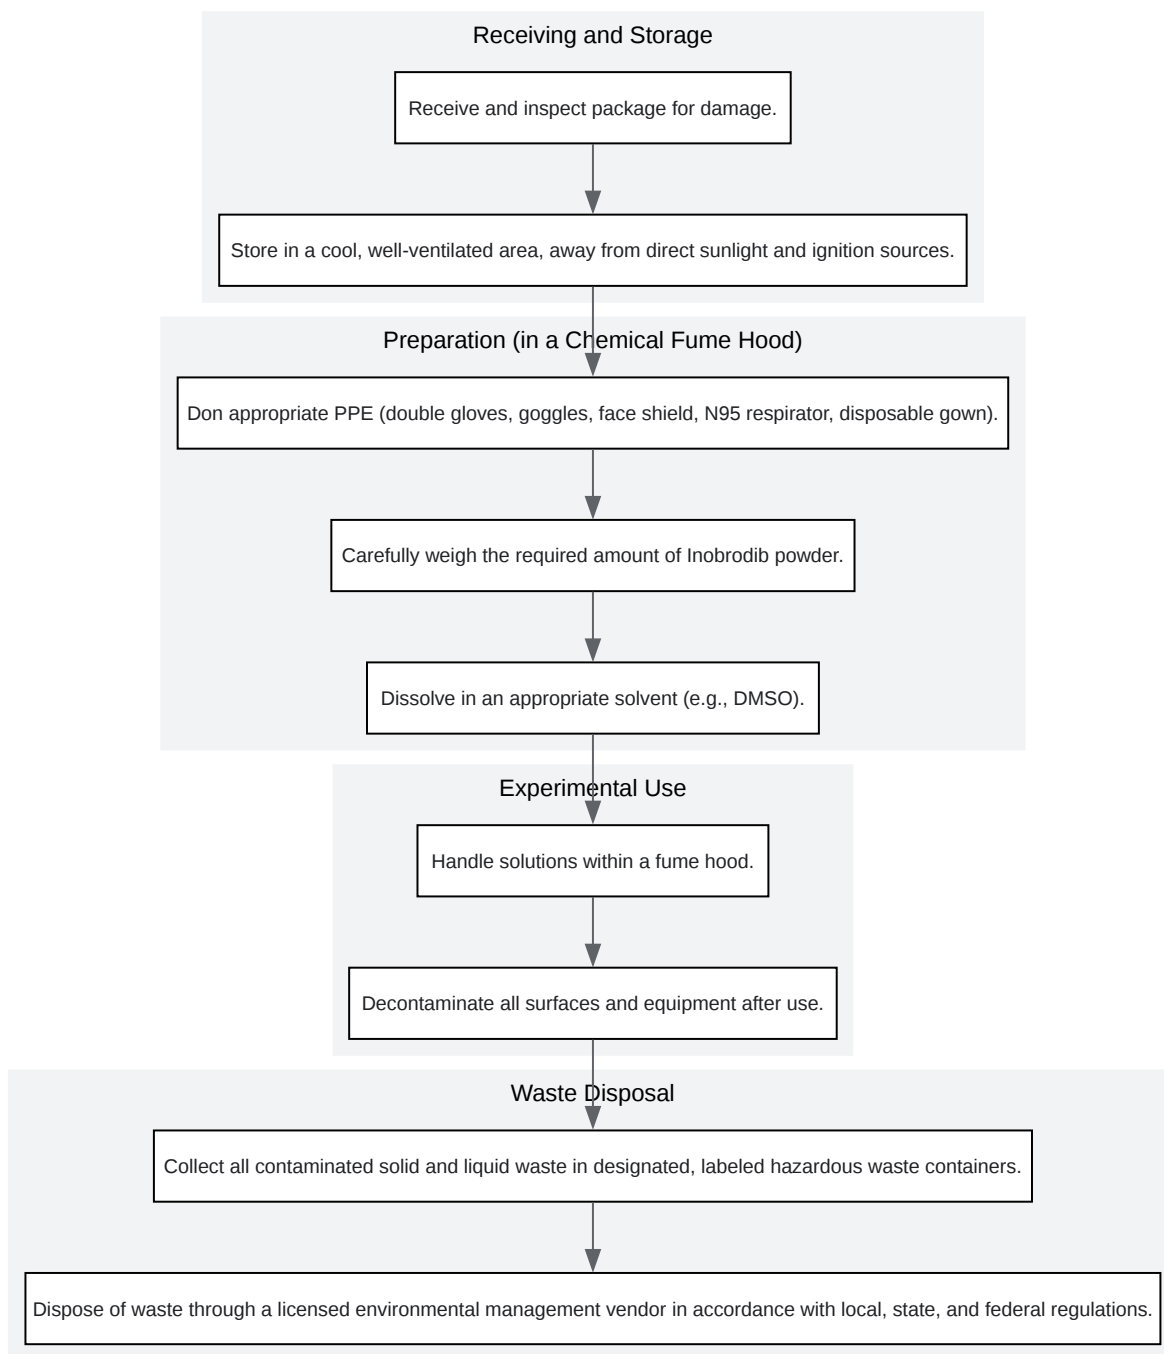 Receiving and Storage
Receive and inspect package for damage.
Store in a cool, well-ventilated area, away from direct sunlight and ignition sources.
Preparation (in a Chemical Fume Hood)
Don appropriate PPE (double gloves, goggles, face shield, N95 respirator, disposable gown).
Carefully weigh the required amount of Inobrodib powder.
Dissolve in an appropriate solvent (e.g., DMSO).
Experimental Use
Handle solutions within a fume hood.
Decontaminate all surfaces and equipment after use.
Waste Disposal
Collect all contaminated solid and liquid waste in designated, labeled hazardous waste containers.
Dispose of waste through a licensed environmental management vendor in accordance with local, state, and federal regulations.